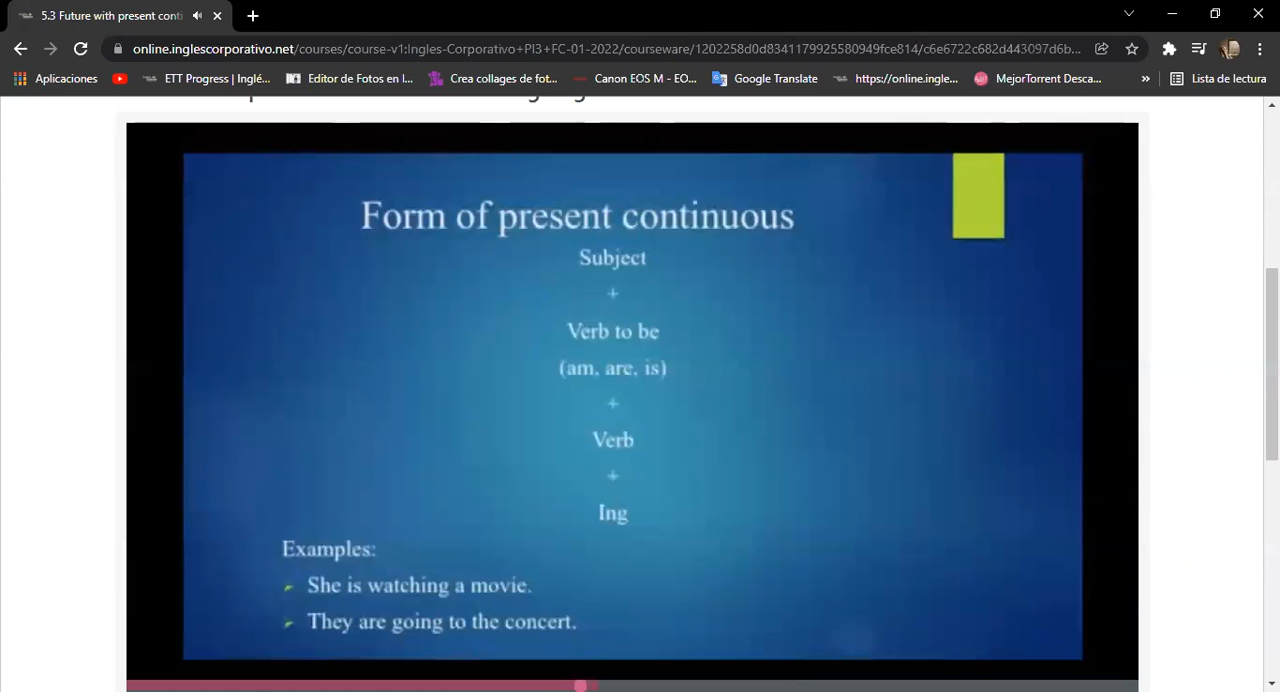 5.3 Future with present conti
online.inglescorporativo.net/courses/course-v1:Ingles-Corporativo+PI3+FC-01-2022/courseware/1202258d0d8341179925580949fce814/c6e6722c682d443097d6b...
Aplicaciones
ETT Progress | Inglé...
Editor de Fotos en l...
Crea collages de fot...
Canon EOS M - EO...
Google Translate
https://online.ingle...
MejorTorrent Desca...
»
Lista de lectura
Form of present continuous
Subject
+
Verb to be
(am, are, is)
+
Verb
+
Ing
Examples:
She is watching a movie.
They are going to the concert.